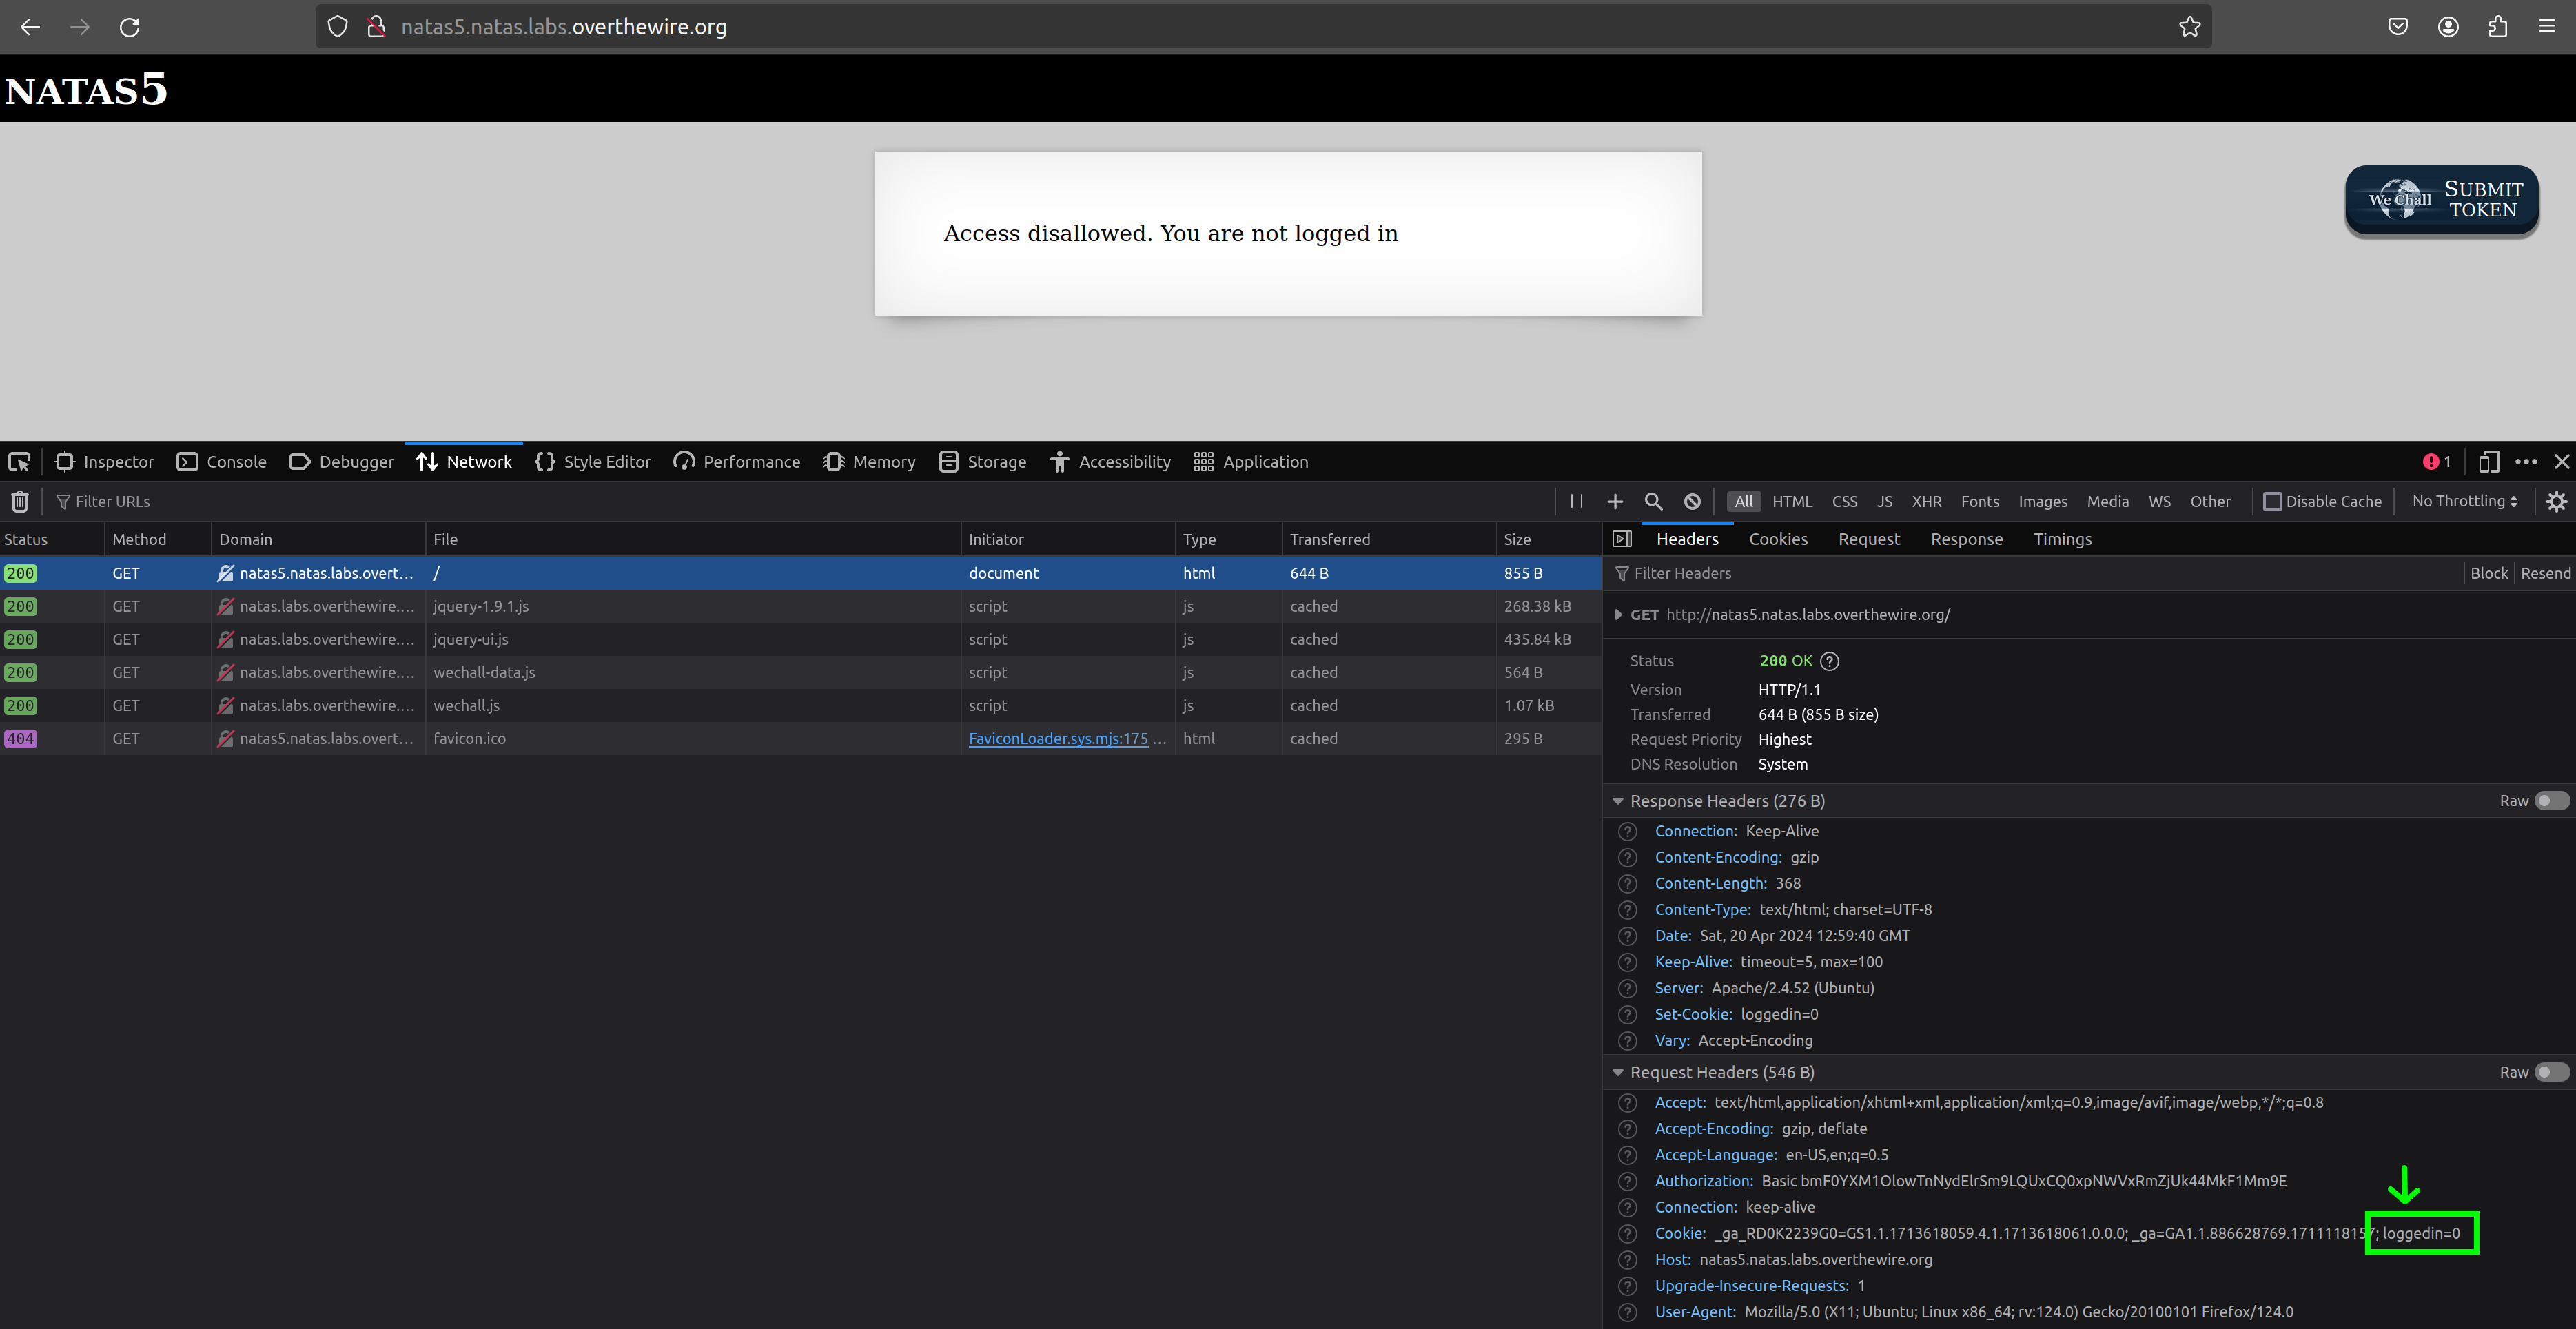 natas5.natas.labs.overthewire.org
NATAS5
Access disallowed. You are not logged in
We Chall SUBMIT TOKEN
Inspector Console Debugger Network Style Editor Performance Memory Storage Accessibility Application 1
Filter URLs All HTML CSS JS XHR Fonts Images Media WS Other Disable Cache No Throttling
Status Method Domain File Initiator Type Transferred Size
200 GET natas5.natas.labs.overt... / document html 644 B 855 B
200 GET natas.labs.overthewire.... jquery-1.9.1.js script js cached 268.38 kB
200 GET natas.labs.overthewire.... jquery-ui.js script js cached 435.84 kB
200 GET natas.labs.overthewire.... wechall-data.js script js cached 564 B
200 GET natas.labs.overthewire.... wechall.js script js cached 1.07 kB
404 GET natas5.natas.labs.overt... favicon.ico FaviconLoader.sys.mjs:175 ... html cached 295 B
Headers Cookies Request Response Timings
Filter Headers Block Resend
GET http://natas5.natas.labs.overthewire.org/
Status 200 OK
Version HTTP/1.1
Transferred 644 B (855 B size)
Request Priority Highest
DNS Resolution System
Response Headers (276 B) Raw
Connection: Keep-Alive
Content-Encoding: gzip
Content-Length: 368
Content-Type: text/html; charset=UTF-8
Date: Sat, 20 Apr 2024 12:59:40 GMT
Keep-Alive: timeout=5, max=100
Server: Apache/2.4.52 (Ubuntu)
Set-Cookie: loggedin=0
Vary: Accept-Encoding
Request Headers (546 B) Raw
Accept: text/html,application/xhtml+xml,application/xml;q=0.9,image/avif,image/webp,*/*;q=0.8
Accept-Encoding: gzip, deflate
Accept-Language: en-US,en;q=0.5
Authorization: Basic
Connection: keep-alive
Cookie: _ga_RD0K2239G0=GS1.1.1713618059.4.1.1713618061.0.0.0; _ga=GA1.1.886628769.1711118157; loggedin=0
Host: natas5.natas.labs.overthewire.org
Upgrade-Insecure-Requests: 1
User-Agent: Mozilla/5.0 (X11; Ubuntu; Linux x86_64; rv:124.0) Gecko/20100101 Firefox/124.0